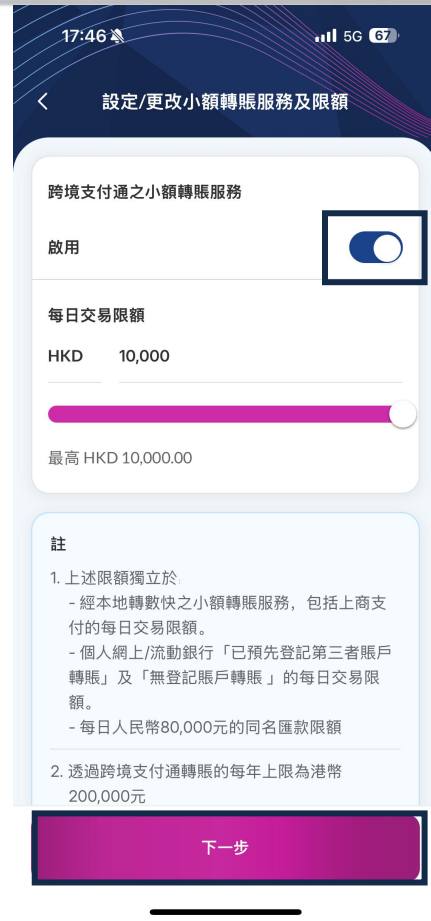 17:46 5G 67
設定/更改小額轉賬服務及限額
跨境支付通之小額轉賬服務
啟用
每日交易限額
HKD 10,000
最高 HKD 10,000.00
註
1. 上述限額獨立於:
- 經本地轉數快之小額轉賬服務，包括上商支
付的每日交易限額。
- 個人網上/流動銀行「已預先登記第三者賬戶
轉賬」及「無登記賬戶轉賬 」的每日交易限
額。
- 每日人民幣80,000元的同名匯款限額
2. 透過跨境支付通轉賬的每年上限為港幣
200,000元
下一步